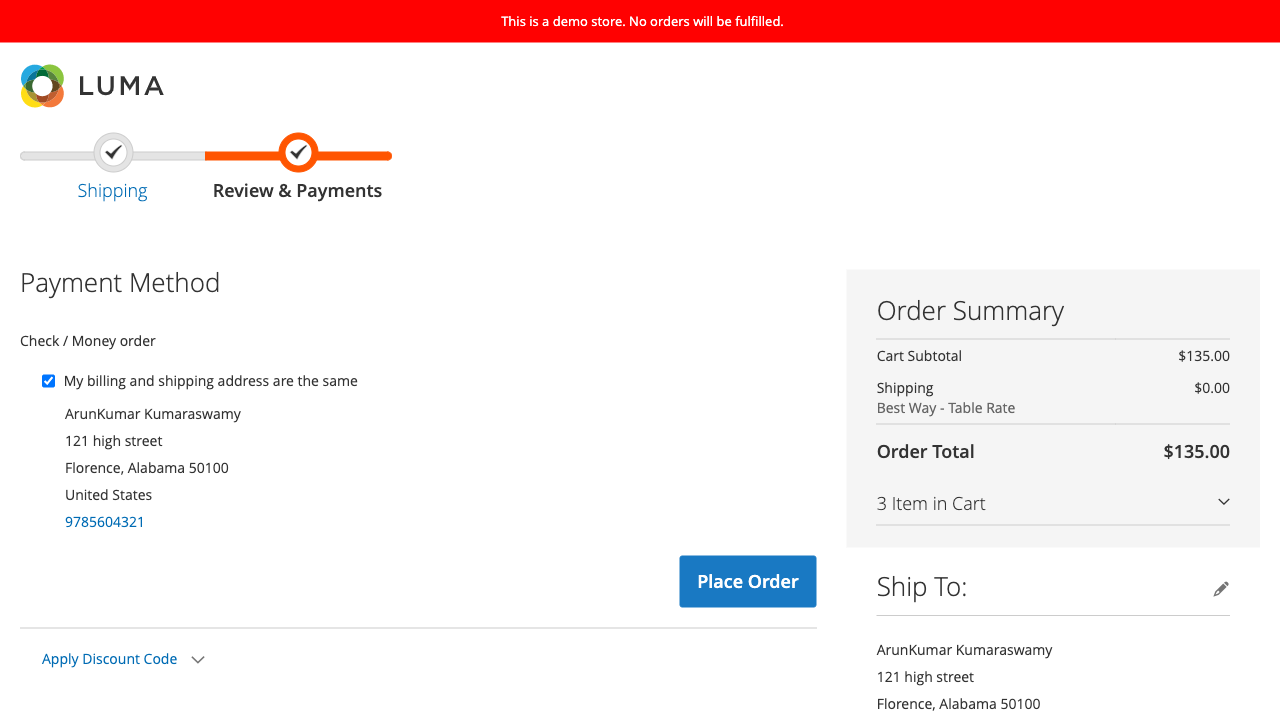 This is a demo store. No orders will be fulfilled.
LUMA
Shipping
Review & Payments
Payment Method
Check / Money order
My billing and shipping address are the same
ArunKumar Kumaraswamy
121 high street
Florence, Alabama 50100
United States
9785604321
Place Order
Apply Discount Code
Order Summary
Cart Subtotal $135.00
Shipping $0.00
Best Way - Table Rate
Order Total $135.00
3 Item in Cart
Ship To:
ArunKumar Kumaraswamy
121 high street
Florence, Alabama 50100